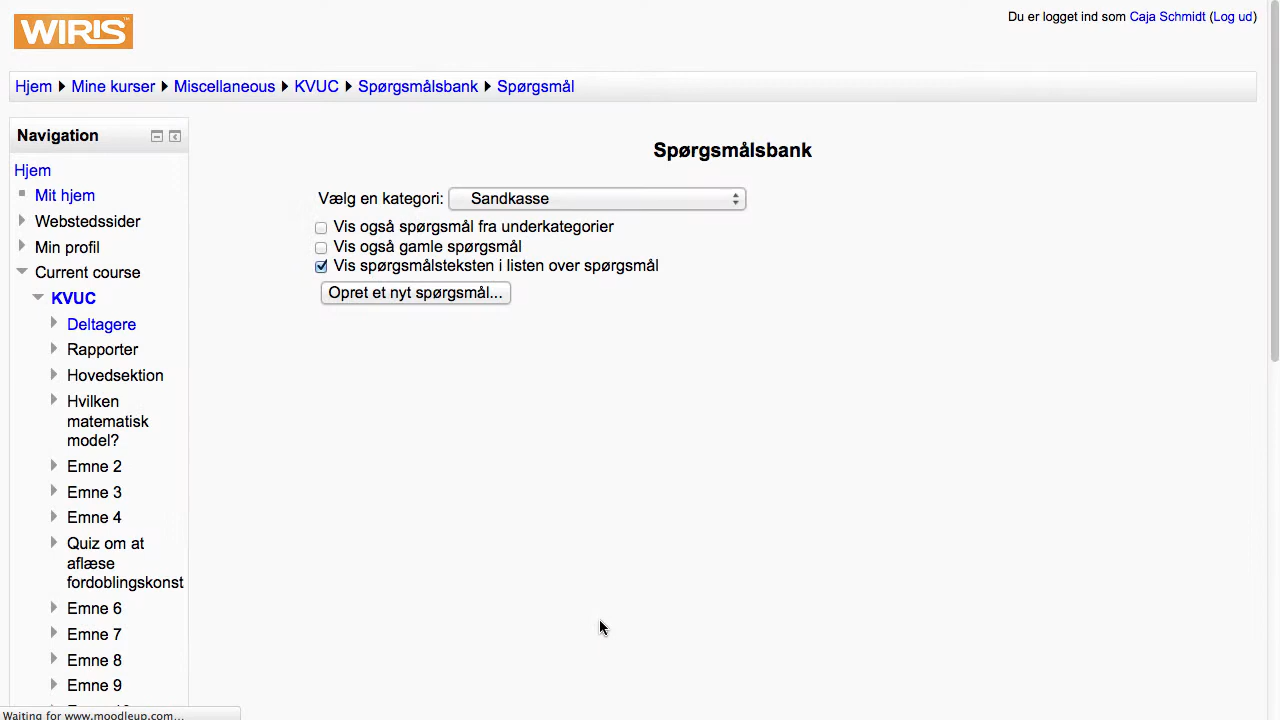 WIRIS™
Du er logget ind som Caja Schmidt (Log ud)
Hjem Mine kurser Miscellaneous KVUC Spørgsmålsbank Spørgsmål
Navigation
Hjem
Mit hjem
Webstedssider
Min profil
Current course
KVUC
Deltagere
Rapporter
Hovedsektion
Hvilken
matematisk
model?
Emne 2
Emne 3
Emne 4
Quiz om at
aflæse
fordoblingskonst
Emne 6
Emne 7
Emne 8
Emne 9
Spørgsmålsbank
Vælg en kategori: Sandkasse
Vis også spørgsmål fra underkategorier
Vis også gamle spørgsmål
Vis spørgsmålsteksten i listen over spørgsmål
Opret et nyt spørgsmål...
Waiting for www.moodleup.com...